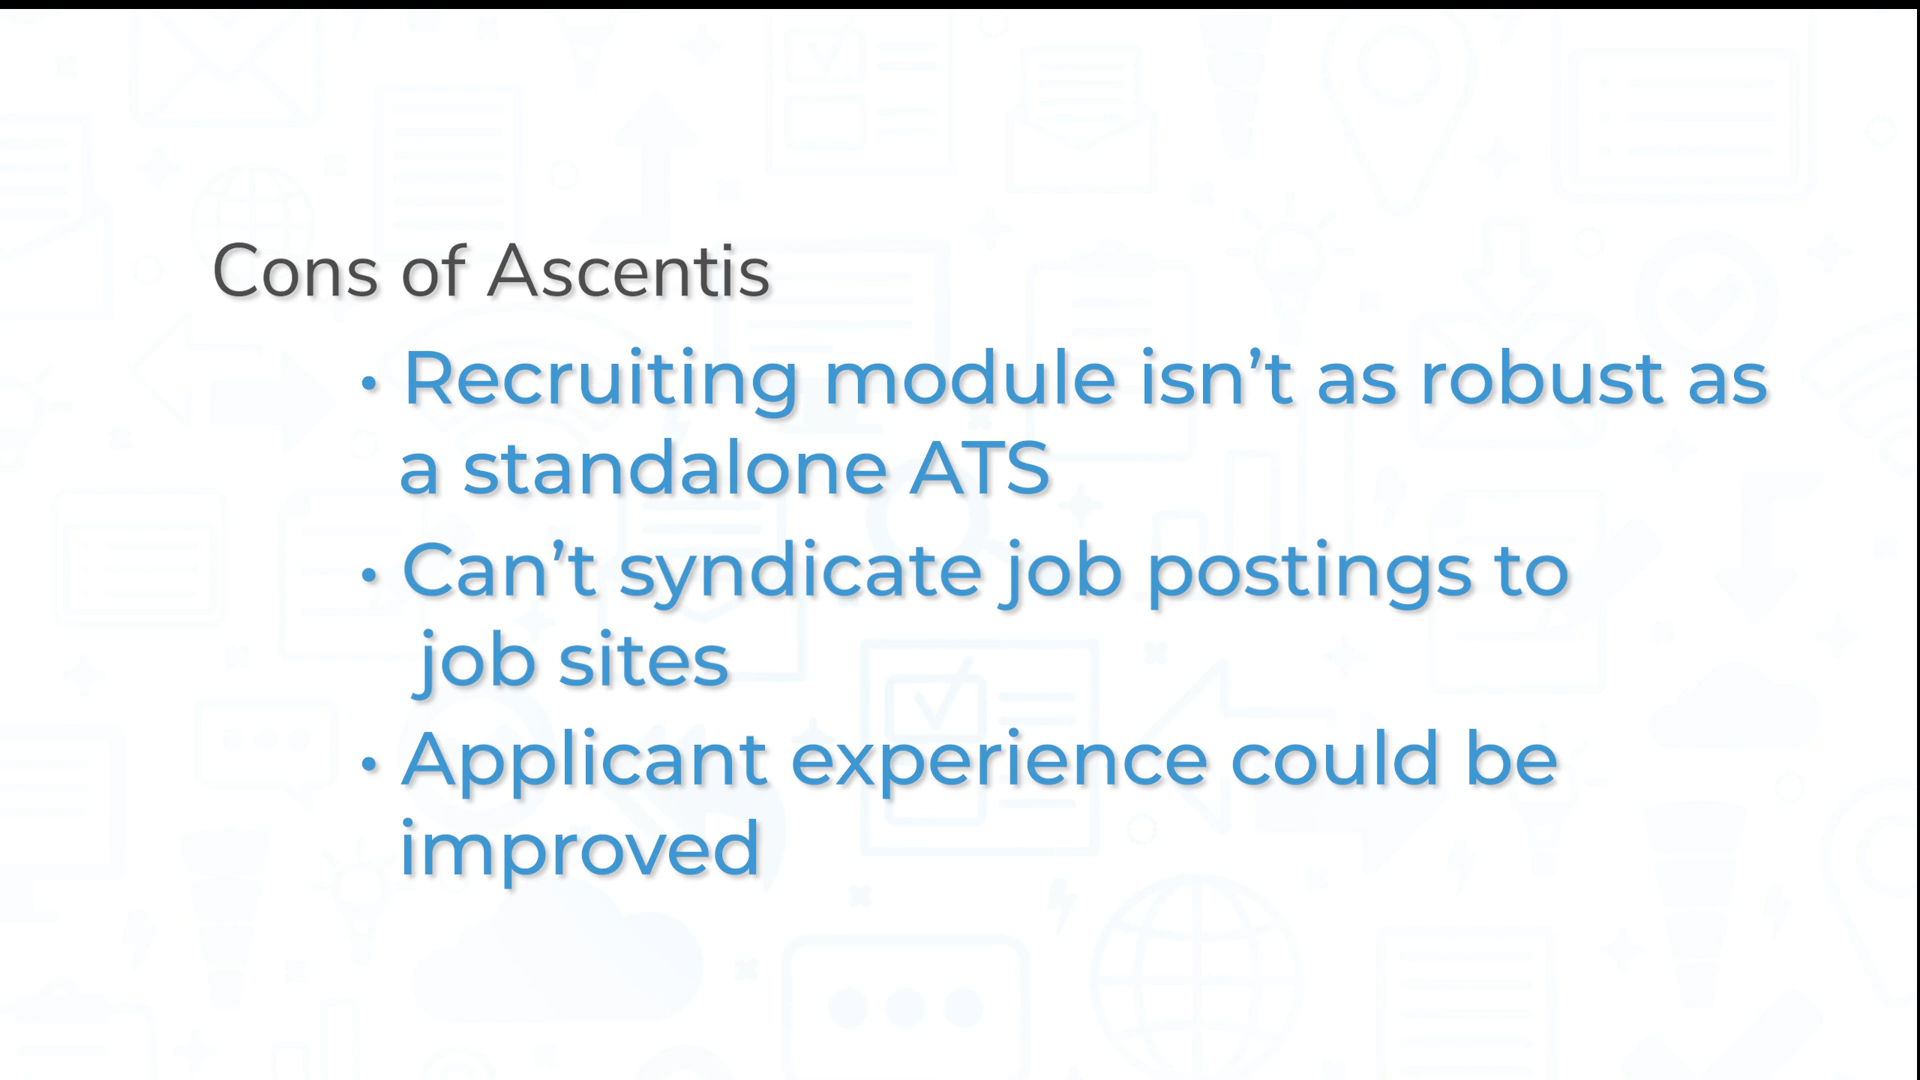 Cons of Ascentis
• Recruiting module isn’t as robust as
a standalone ATS
• Can’t syndicate job postings to
job sites
• Applicant experience could be
improved